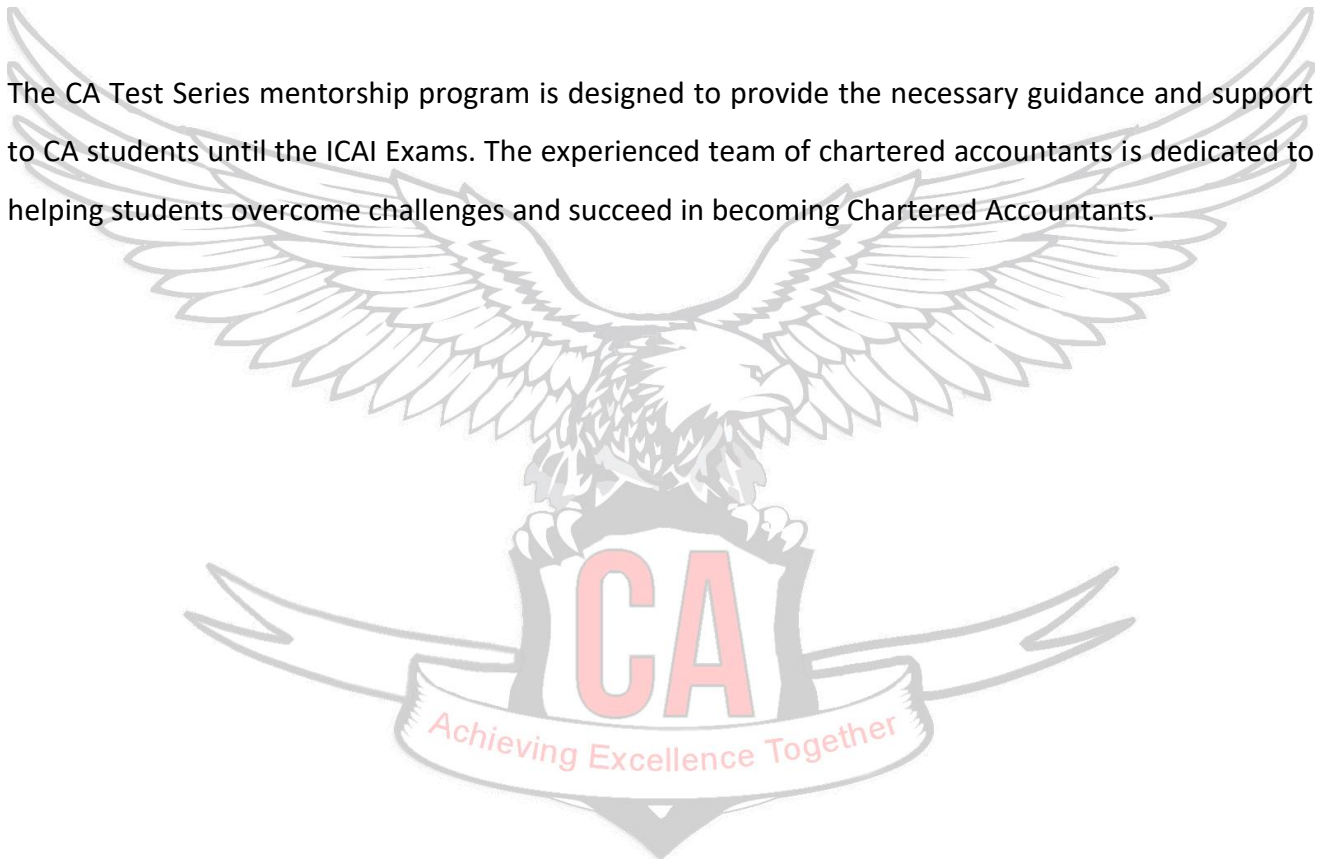 The CA Test Series mentorship program is designed to provide the necessary guidance and support
to CA students until the ICAI Exams. The experienced team of chartered accountants is dedicated to
helping students overcome challenges and succeed in becoming Chartered Accountants.
CA
Achieving Excellence Together